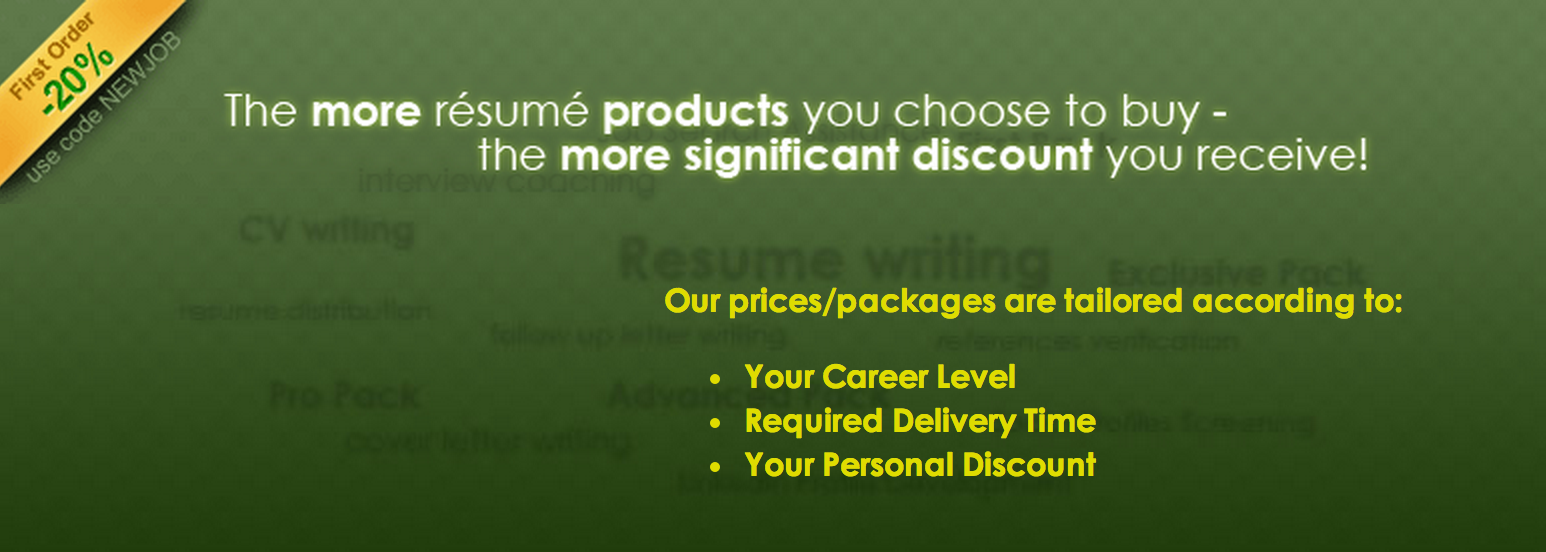 First Order
-20%
use code NEWJOB
The more résumé products you choose to buy -
the more significant discount you receive!
interview coaching
CV writing
Resume writing
Exclusive Pack
Our prices/packages are tailored according to:
resume distribution
follow up letter writing
references verification
• Your Career Level
Pro Pack
Advanced Pack
• Required Delivery Time
Screening
cover letter writing
• Your Personal Discount